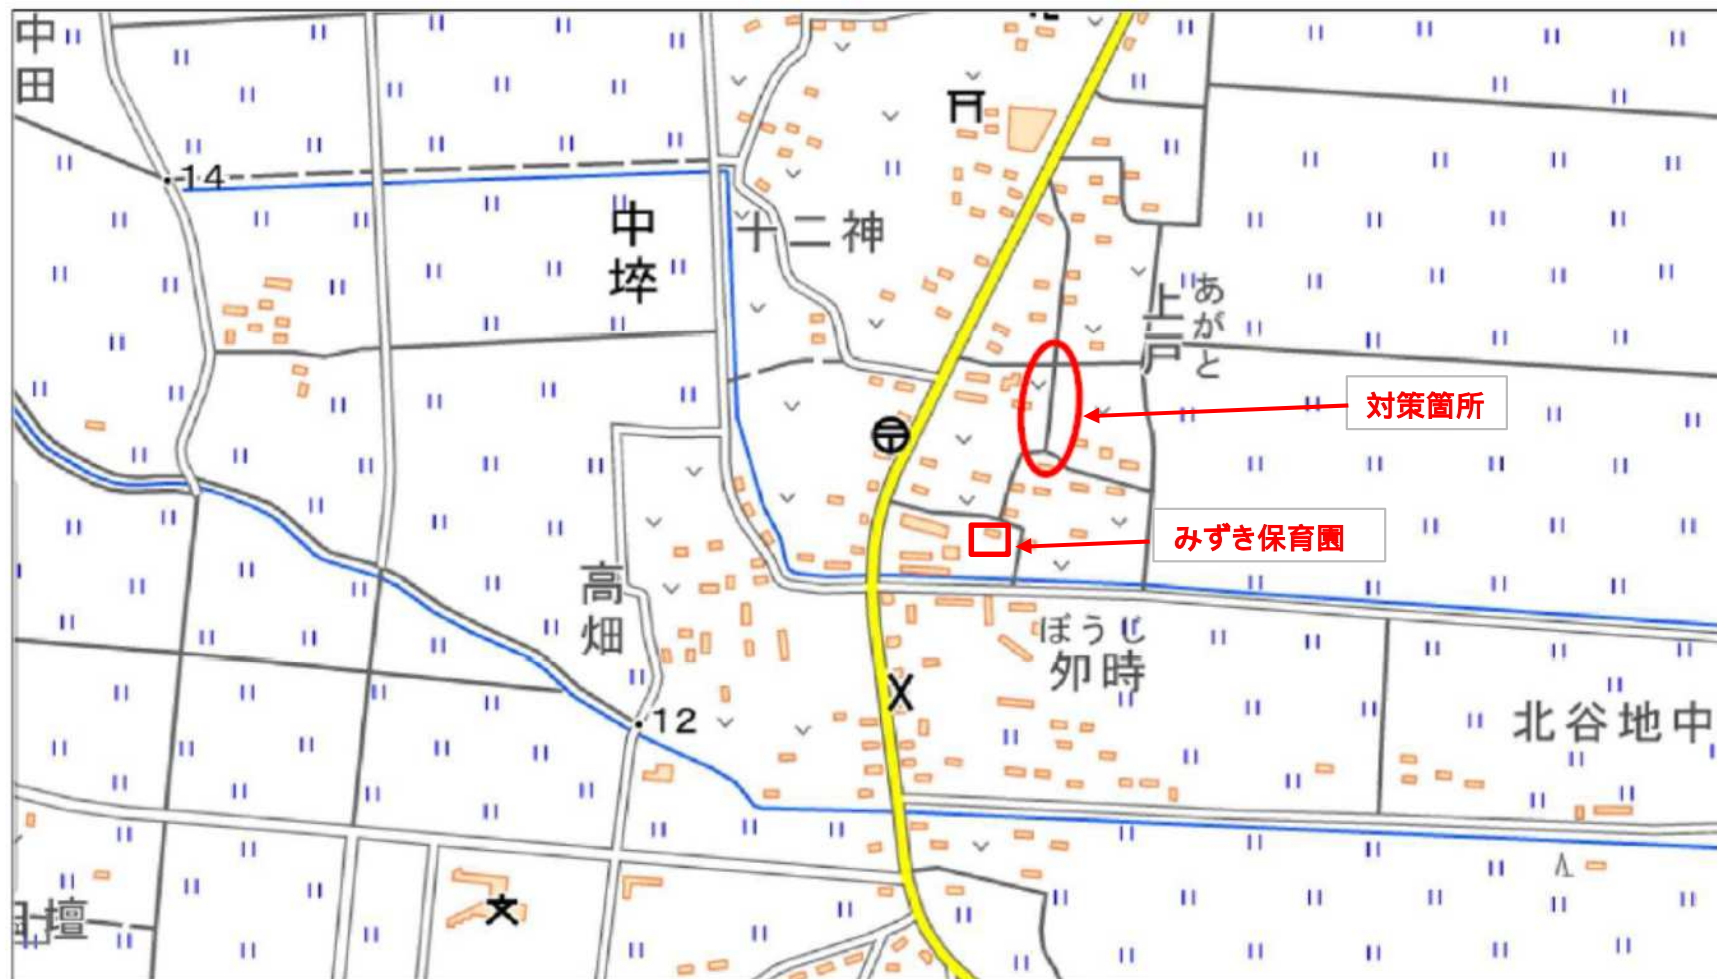 中田
14
中埣
十二神
上戸
あがと
対策箇所
みずき保育園
高畑
ぼうじ
夘時
12
北谷地中
壇